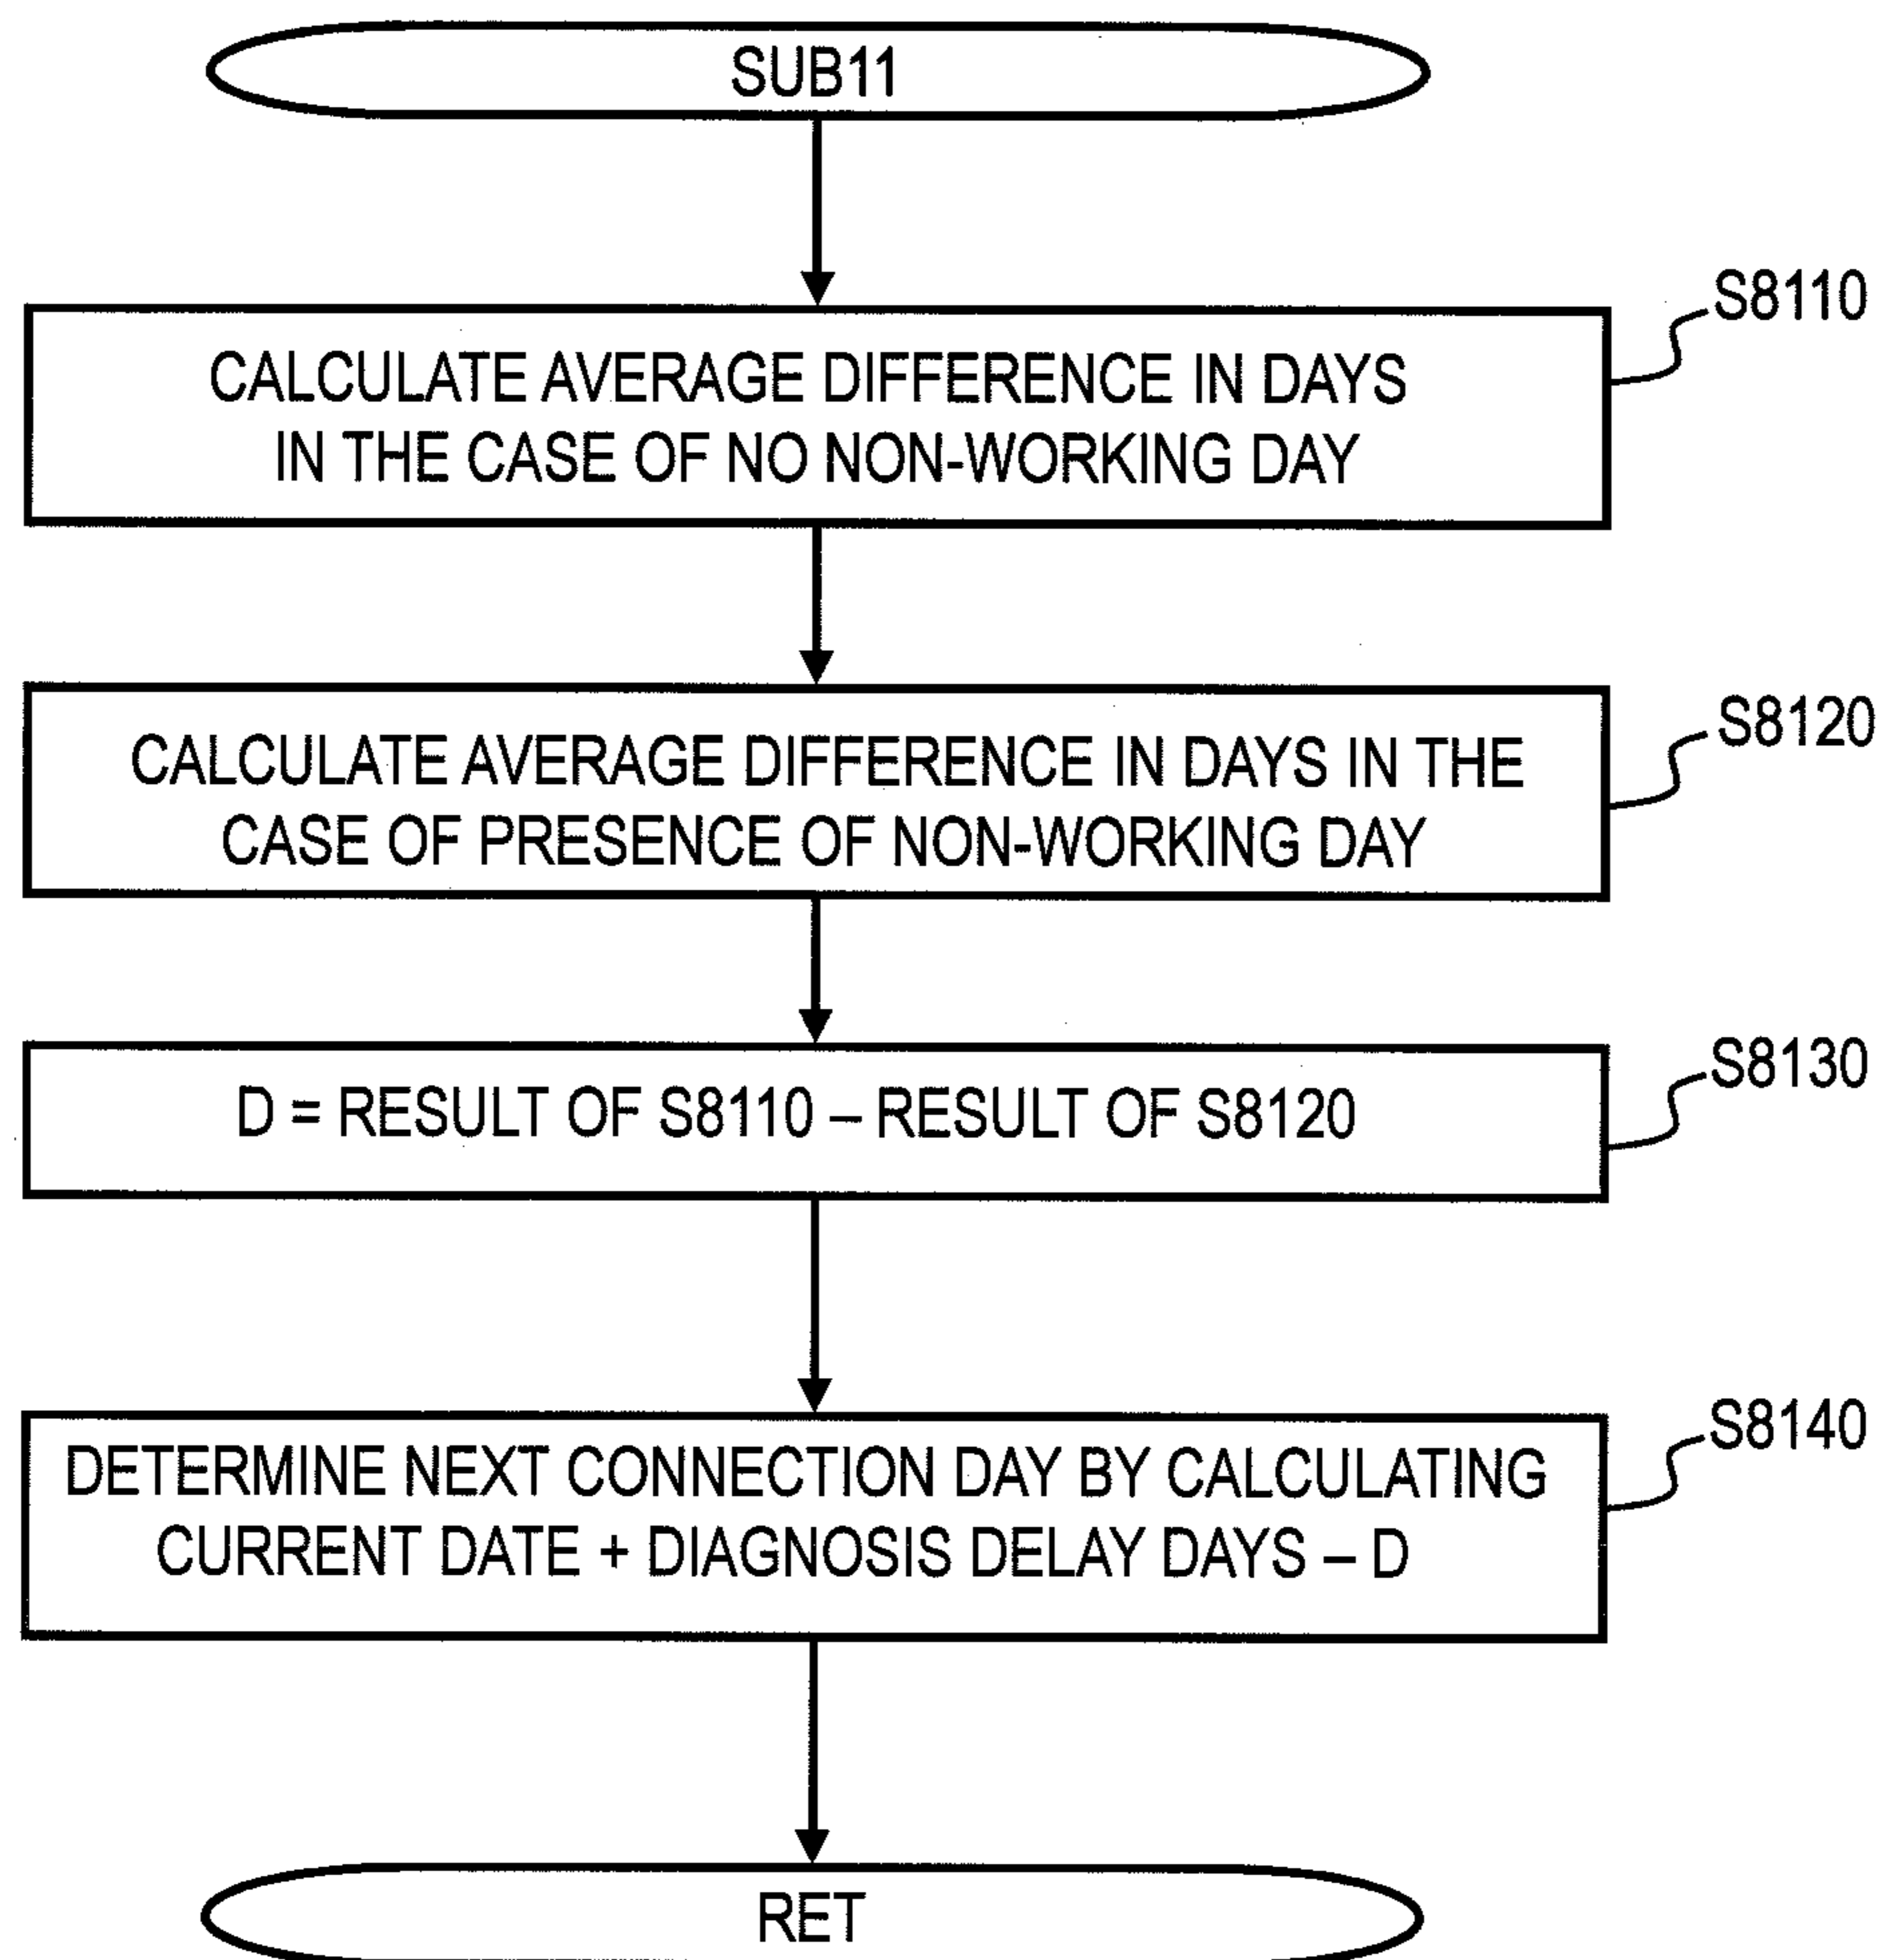 SUB11
S8110
CALCULATE AVERAGE DIFFERENCE IN DAYS
IN THE CASE OF NO NON-WORKING DAY
S8120
CALCULATE AVERAGE DIFFERENCE IN DAYS IN THE
CASE OF PRESENCE OF NON-WORKING DAY
S8130
D = RESULT OF S8110 – RESULT OF S8120
S8140
DETERMINE NEXT CONNECTION DAY BY CALCULATING
CURRENT DATE + DIAGNOSIS DELAY DAYS – D
RET